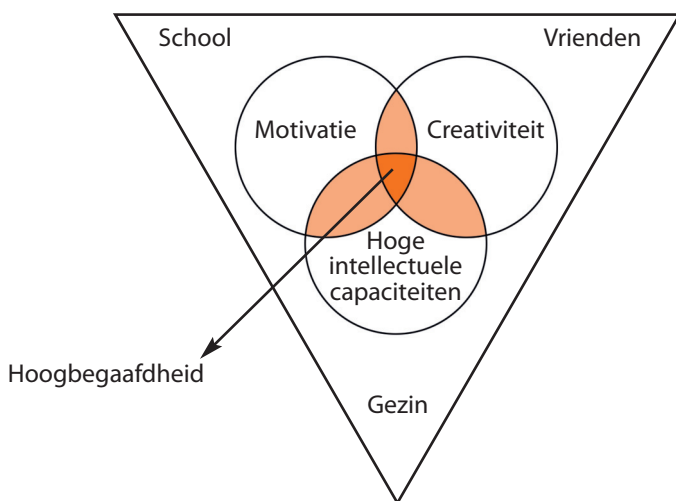 School
Vrienden
Motivatie
Creativiteit
Hoge
intellectuele
capaciteiten
Hoogbegaafdheid
Gezin